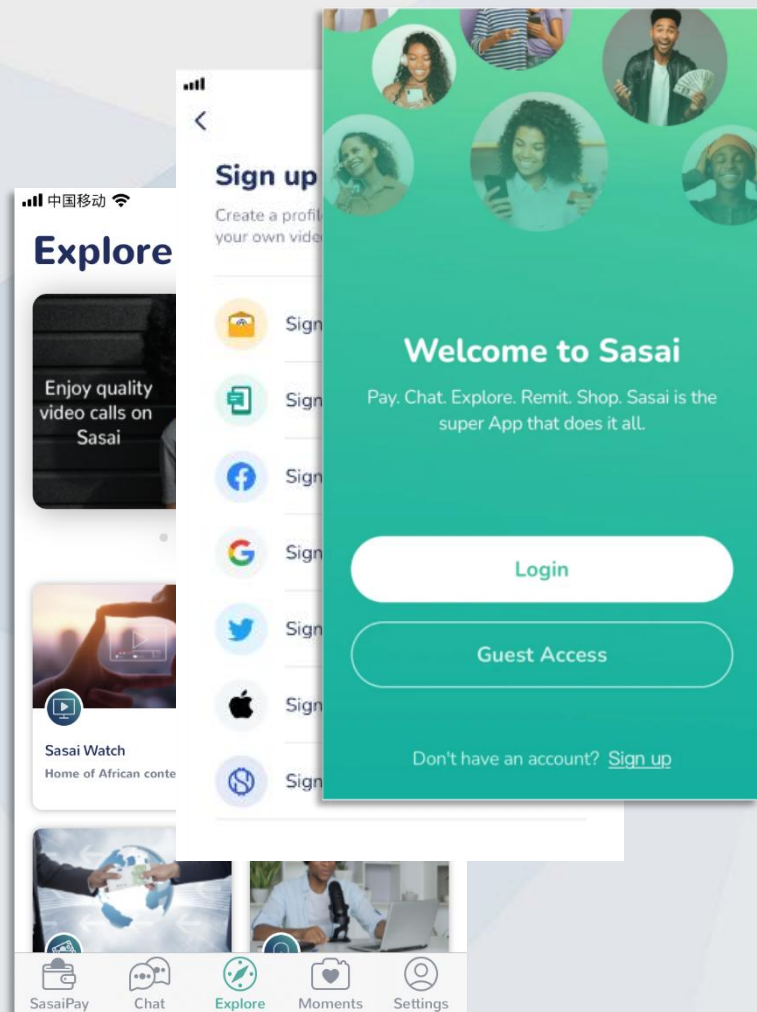 中国移动
Explore
Enjoy quality
video calls on
Sasai
Sasai Watch
Home of African conte
SasaiPay
Chat
Explore
Moments
Settings
Sign up
Create a profil
your own vide
Sign
Sign
Sign
Sign
Sign
Sign
Sign
Welcome to Sasai
Pay. Chat. Explore. Remit. Shop. Sasai is the
super App that does it all.
Login
Guest Access
Don't have an account? Sign up